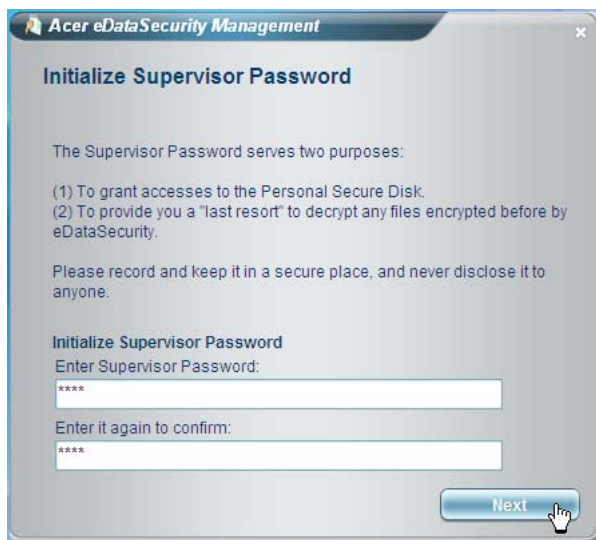 Acer eDataSecurity Management
Initialize Supervisor Password
The Supervisor Password serves two purposes:
(1) To grant accesses to the Personal Secure Disk.
(2) To provide you a "last resort" to decrypt any files encrypted before by
eDataSecurity.
Please record and keep it in a secure place, and never disclose it to
anyone.
Initialize Supervisor Password
Enter Supervisor Password:
****
Enter it again to confirm:
****
Next